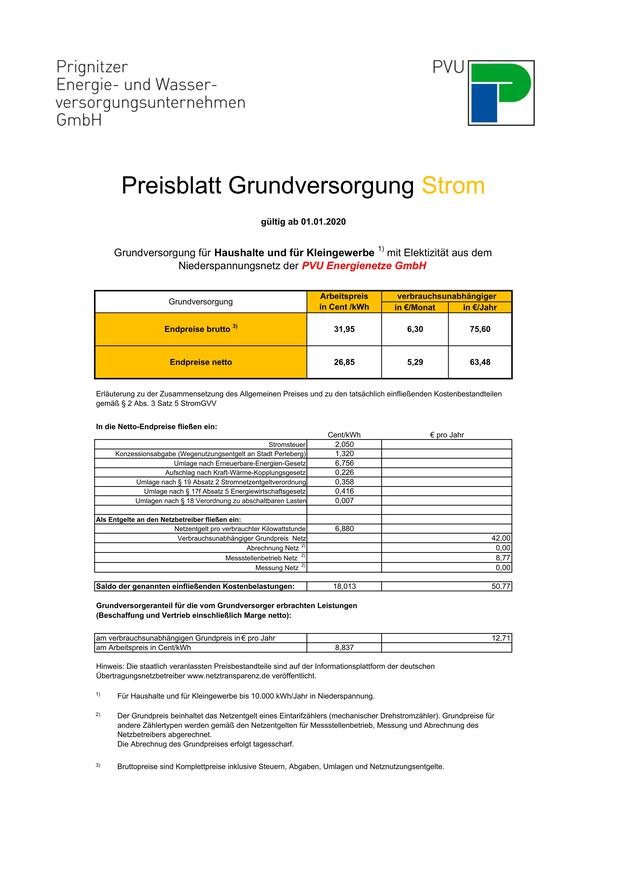 Prignitzer
Energie- und Wasser-
versorgungsunternehmen
GmbH
PVU
Preisblatt Grundversorgung Strom
gültig ab 01.01.2020
Grundversorgung für Haushalte und für Kleingewerbe 1) mit Elektizität aus dem
Niederspannungsnetz der PVU Energienetze GmbH
Grundversorgung Arbeitspreis in Cent /kWh verbrauchsunabhängiger
in €/Monat in €/Jahr
Endpreise brutto 3) 31,95 6,30 75,60
Endpreise netto 26,85 5,29 63,48
Erläuterung zu der Zusammensetzung des Allgemeinen Preises und zu den tatsächlich einfließenden Kostenbestandteilen
gemäß § 2 Abs. 3 Satz 5 StromGVV
In die Netto-Endpreise fließen ein:
Cent/kWh € pro Jahr
Stromsteuer 2,050
Konzessionsabgabe (Wegenutzungsentgelt an Stadt Perleberg) 1,320
Umlage nach Erneuerbare-Energien-Gesetz 6,756
Aufschlag nach Kraft-Wärme-Kopplungsgesetz 0,226
Umlage nach § 19 Absatz 2 Stromnetzentgeltverordnung 0,358
Umlage nach § 17f Absatz 5 Energiewirtschaftsgesetz 0,416
Umlagen nach § 18 Verordnung zu abschaltbaren Lasten 0,007
Als Entgelte an den Netzbetreiber fließen ein:
Netzentgelt pro verbrauchter Kilowattstunde 6,880
Verbrauchsunabhängiger Grundpreis Netz 42,00
Abrechnung Netz 2) 0,00
Messstellenbetrieb Netz 2) 8,77
Messung Netz 2) 0,00
Saldo der genannten einfließenden Kostenbelastungen: 18,013 50,77
Grundversorgeranteil für die vom Grundversorger erbrachten Leistungen
(Beschaffung und Vertrieb einschließlich Marge netto):
am verbrauchsunabhängigen Grundpreis in € pro Jahr 12,71
am Arbeitspreis in Cent/kWh 8,837
Hinweis: Die staatlich veranlassten Preisbestandteile sind auf der Informationsplattform der deutschen
Übertragungsnetzbetreiber www.netztransparenz.de veröffentlicht.
1) Für Haushalte und für Kleingewerbe bis 10.000 kWh/Jahr in Niederspannung.
2) Der Grundpreis beinhaltet das Netzentgelt eines Eintarifzählers (mechanischer Drehstromzähler). Grundpreise für
andere Zählertypen werden gemäß den Netzentgelten für Messstellenbetrieb, Messung und Abrechnung des
Netzbetreibers abgerechnet.
Die Abrechnug des Grundpreises erfolgt tagesscharf.
3) Bruttopreise sind Komplettpreise inklusive Steuern, Abgaben, Umlagen und Netznutzungsentgelte.